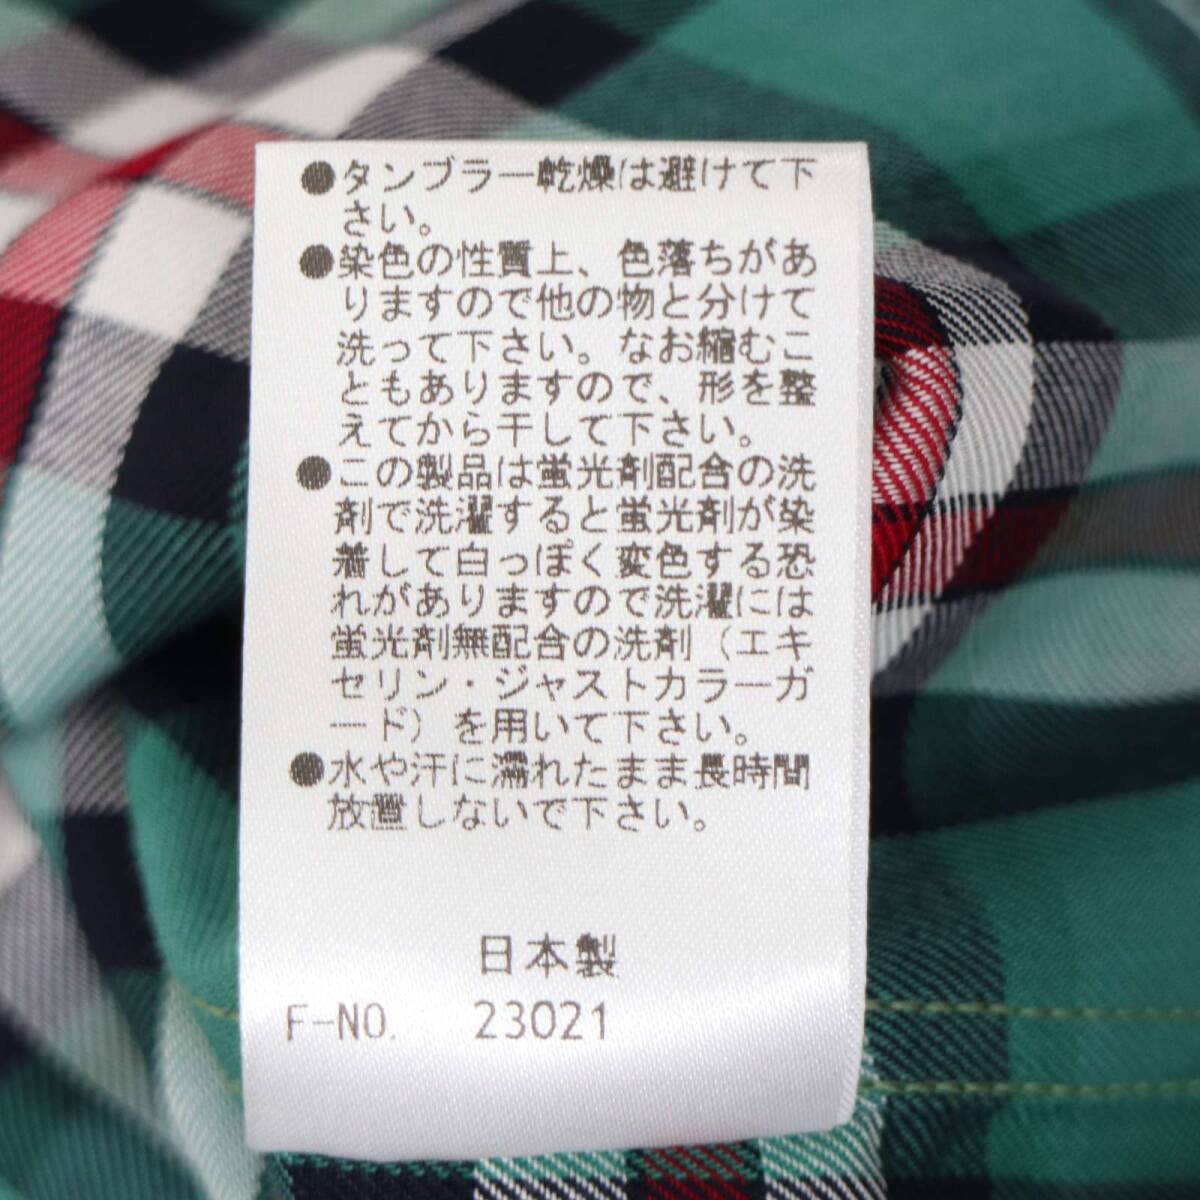 ●タンブラー乾燥は避けて下
さい。
●染色の性質上、色落ちがあ
りますので他の物と分けて
洗って下さい。なお縮むこ
ともありますので、形を整
えてから干して下さい。
●この製品は蛍光剤配合の洗
剤で洗濯すると蛍光剤が染
着して白っぽく変色する恐
れがありますので洗濯には
蛍光剤無配合の洗剤（エキ
セリン・ジャストカラーガ
ード）を用いて下さい。
●水や汗に濡れたまま長時間
放置しないで下さい。
日本製
F-NO. 23021